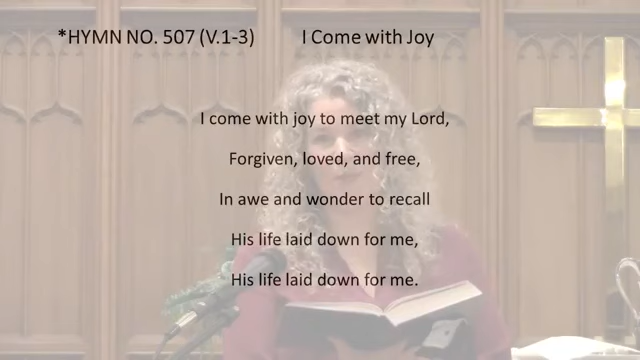 *HYMN NO. 507 (V.1-3) I Come with Joy
I come with joy to meet my Lord,
Forgiven, loved, and free,
In awe and wonder to recall
His life laid down for me,
His life laid down for me.